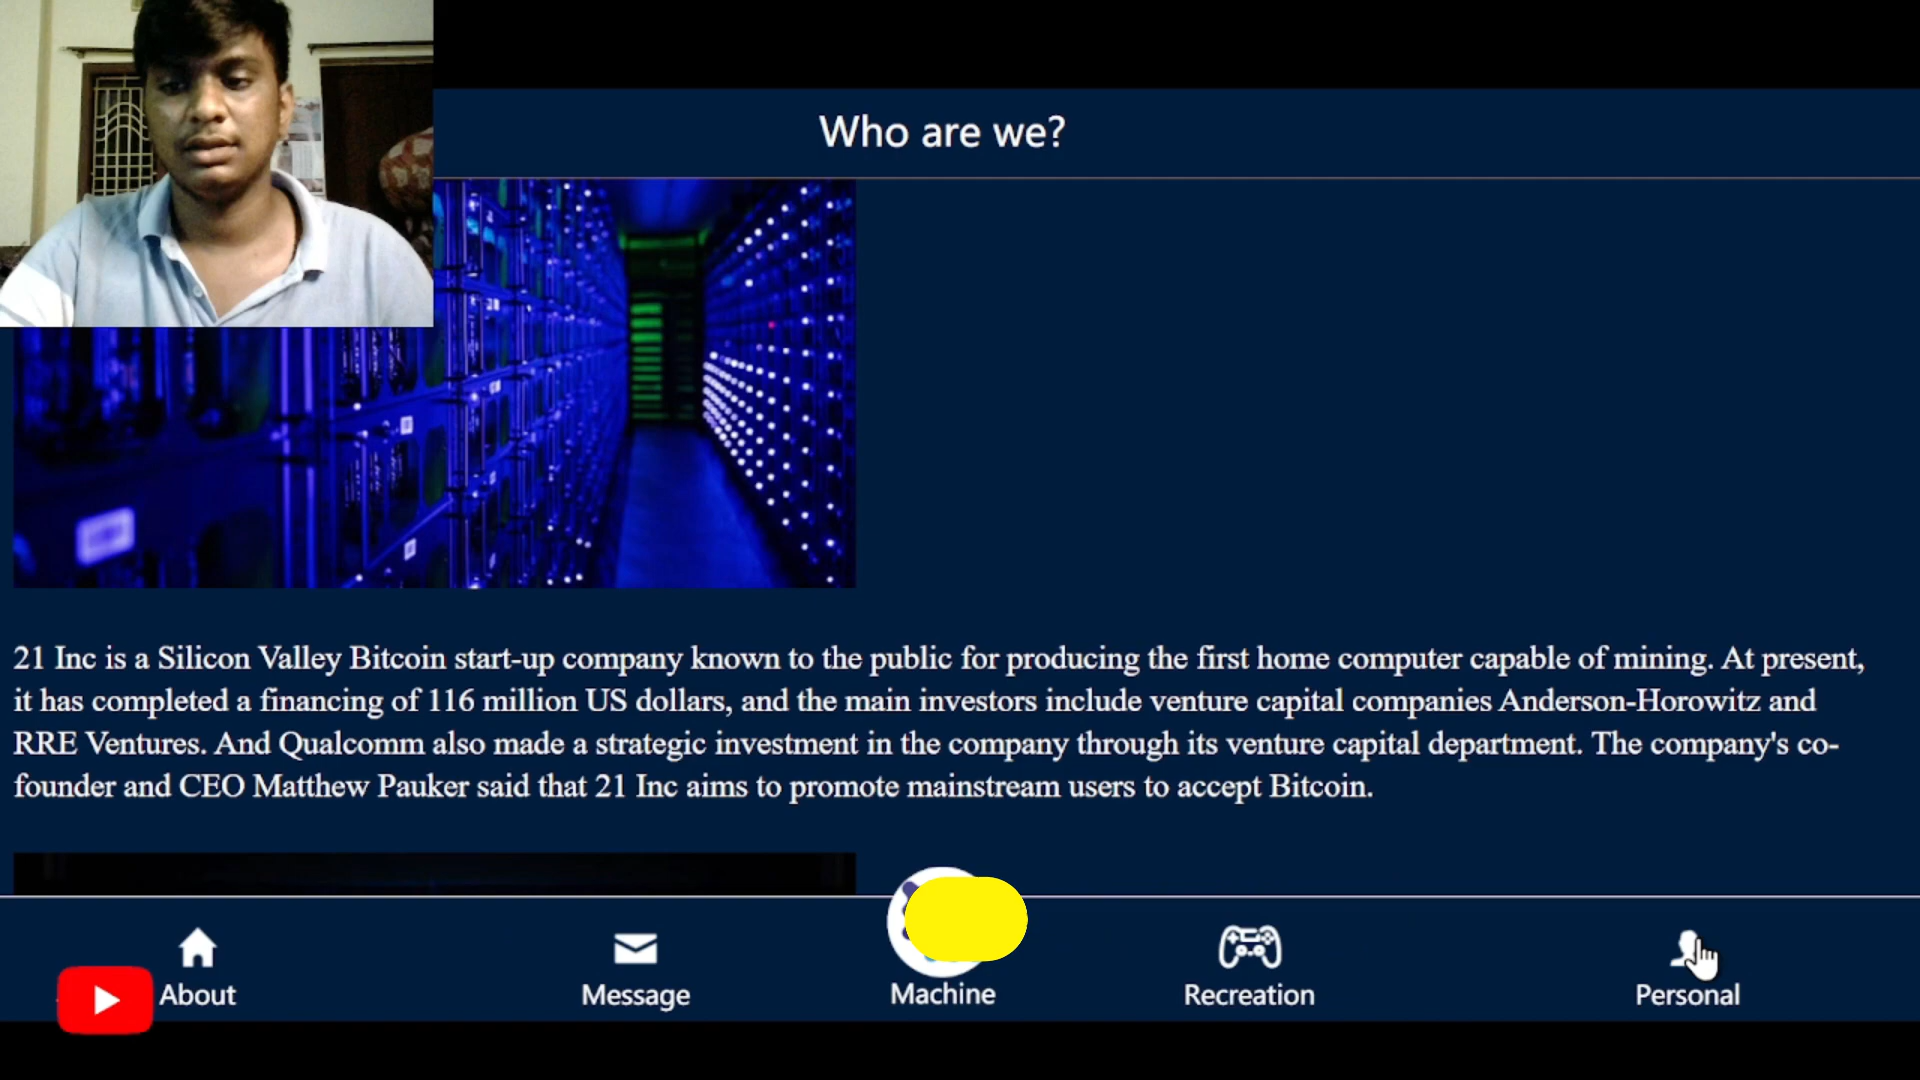 Who are we?
21 Inc is a Silicon Valley Bitcoin start-up company known to the public for producing the first home computer capable of mining. At present,
it has completed a financing of 116 million US dollars, and the main investors include venture capital companies Anderson-Horowitz and
RRE Ventures. And Qualcomm also made a strategic investment in the company through its venture capital department. The company's co-
founder and CEO Matthew Pauker said that 21 Inc aims to promote mainstream users to accept Bitcoin.
About
Message
Machine
Recreation
Personal